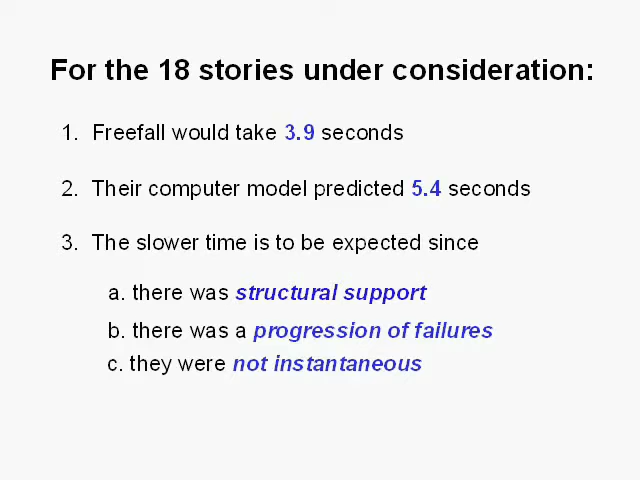 For the 18 stories under consideration:
1. Freefall would take 3.9 seconds
2. Their computer model predicted 5.4 seconds
3. The slower time is to be expected since
a. there was structural support
b. there was a progression of failures
c. they were not instantaneous